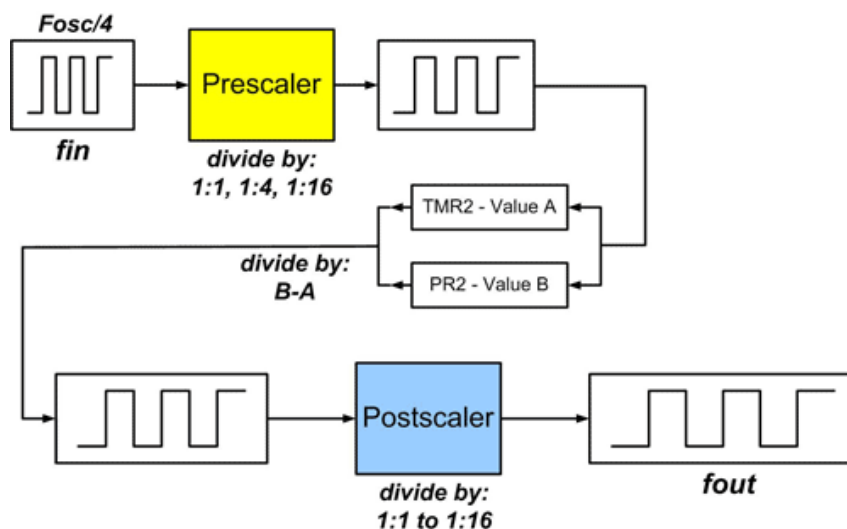 Fosc/4
fin
Prescaler
divide by:
1:1, 1:4, 1:16
TMR2 - Value A
PR2 - Value B
divide by:
B-A
Postscaler
divide by:
1:1 to 1:16
fout